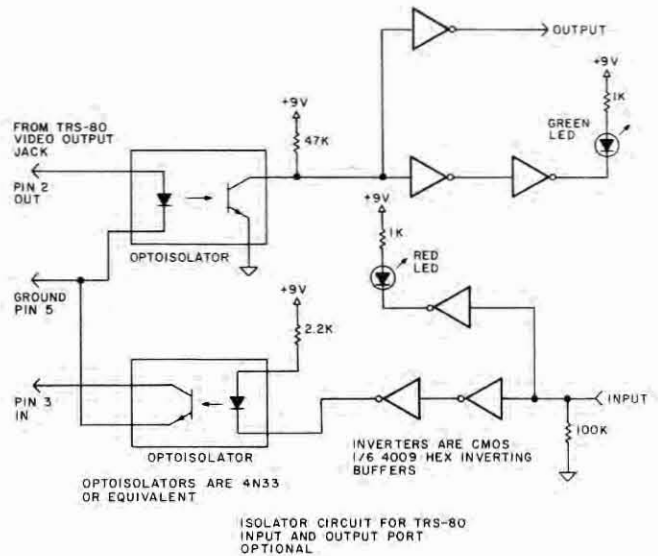 OUTPUT
+9V
1K
GREEN
LED
+9V
47K
FROM TRS-80
VIDEO OUTPUT
JACK
PIN 2
OUT
OPTOISOLATOR
+9V
1K
RED
LED
GROUND
PIN 5
+9V
2.2K
PIN 3
IN
INPUT
100K
OPTOISOLATOR
INVERTERS ARE CMOS
1/6 4009 HEX INVERTING
BUFFERS
OPTOISOLATORS ARE 4N33
OR EQUIVALENT
ISOLATOR CIRCUIT FOR TRS-80
INPUT AND OUTPUT PORT
OPTIONAL